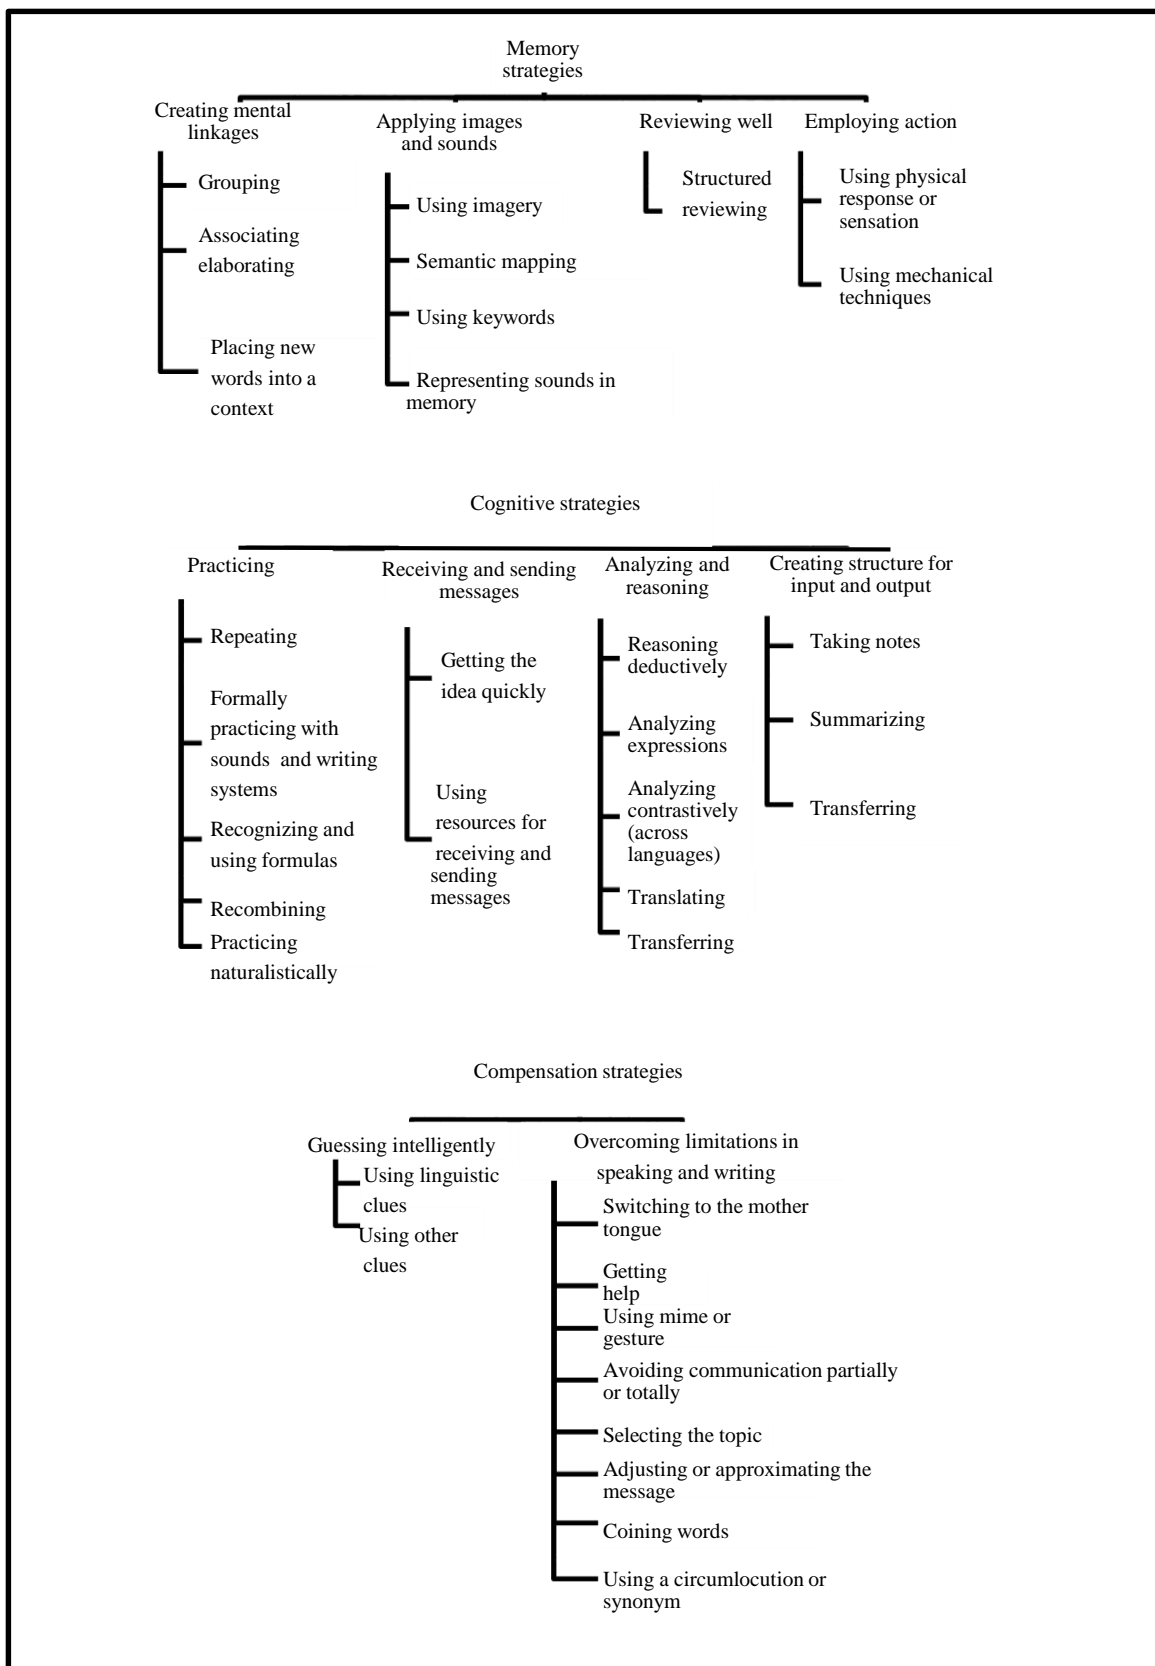 Memory
strategies
Creating mental
linkages
Grouping
Associating
elaborating
Placing new
words into a
context
Applying images
and sounds
Using imagery
Semantic mapping
Using keywords
Representing sounds in
memory
Reviewing well
Structured
reviewing
Employing action
Using physical
response or
sensation
Using mechanical
techniques
Cognitive strategies
Practicing
Repeating
Formally
practicing with
sounds and writing
systems
Recognizing and
using formulas
Recombining
Practicing
naturalistically
Receiving and sending
messages
Getting the
idea quickly
Using
resources for
receiving and
sending
messages
Analyzing and
reasoning
Reasoning
deductively
Analyzing
expressions
Analyzing
contrastively
(across
languages)
Translating
Transferring
Creating structure for
input and output
Taking notes
Summarizing
Transferring
Compensation strategies
Guessing intelligently
Using linguistic
clues
Using other
clues
Overcoming limitations in
speaking and writing
Switching to the mother
tongue
Getting
help
Using mime or
gesture
Avoiding communication partially
or totally
Selecting the topic
Adjusting or approximating the
message
Coining words
Using a circumlocution or
synonym